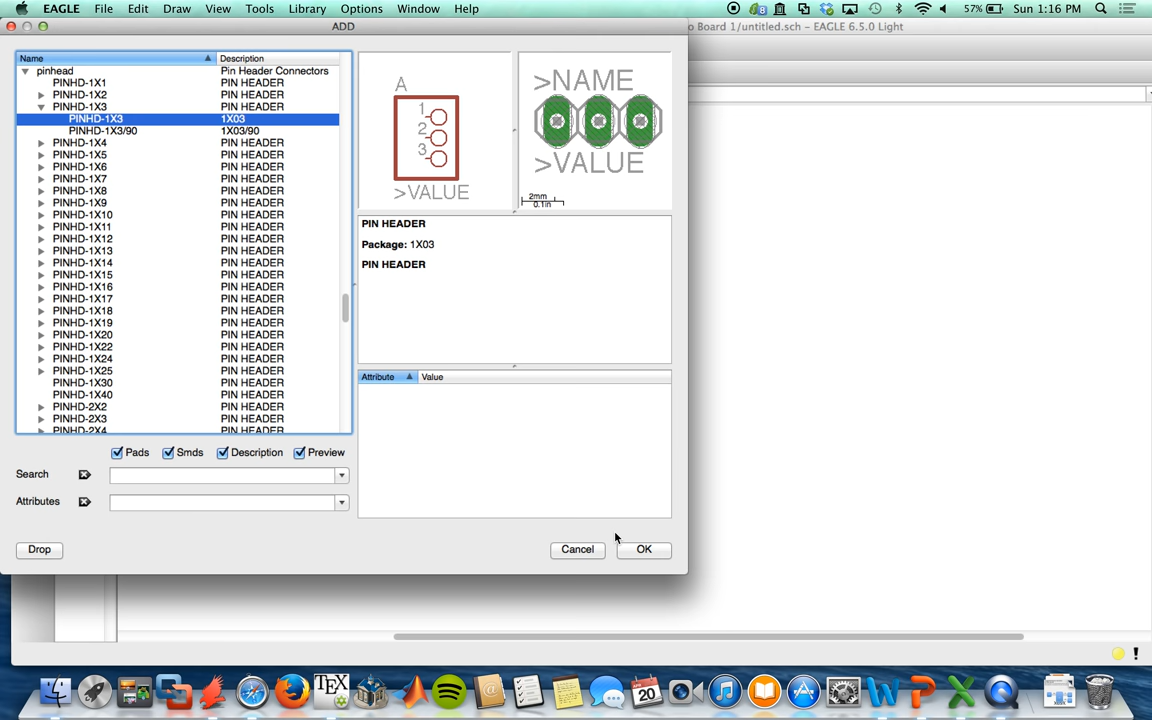 EAGLE File Edit Draw View Tools Library Options Window Help 57% Sun 1:16 PM
ADD
o Board 1/untitled.sch - EAGLE 6.5.0 Light
Name Description
pinhead Pin Header Connectors
PINHD-1X1 PIN HEADER
PINHD-1X2 PIN HEADER
PINHD-1X3 PIN HEADER
PINHD-1X3 1X03
PINHD-1X3/90 1X03/90
PINHD-1X4 PIN HEADER
PINHD-1X5 PIN HEADER
PINHD-1X6 PIN HEADER
PINHD-1X7 PIN HEADER
PINHD-1X8 PIN HEADER
PINHD-1X9 PIN HEADER
PINHD-1X10 PIN HEADER
PINHD-1X11 PIN HEADER
PINHD-1X12 PIN HEADER
PINHD-1X13 PIN HEADER
PINHD-1X14 PIN HEADER
PINHD-1X15 PIN HEADER
PINHD-1X16 PIN HEADER
PINHD-1X17 PIN HEADER
PINHD-1X18 PIN HEADER
PINHD-1X19 PIN HEADER
PINHD-1X20 PIN HEADER
PINHD-1X22 PIN HEADER
PINHD-1X24 PIN HEADER
PINHD-1X25 PIN HEADER
PINHD-1X30 PIN HEADER
PINHD-1X40 PIN HEADER
PINHD-2X2 PIN HEADER
PINHD-2X3 PIN HEADER
PINHD-2X4 PIN HEADER
A
1
2
3
>VALUE
>NAME
>VALUE
2mm
0.1in
PIN HEADER
Package: 1X03
PIN HEADER
Attribute Value
Pads Smds Description Preview
Search
Attributes
Drop Cancel OK
TEX
APR
20